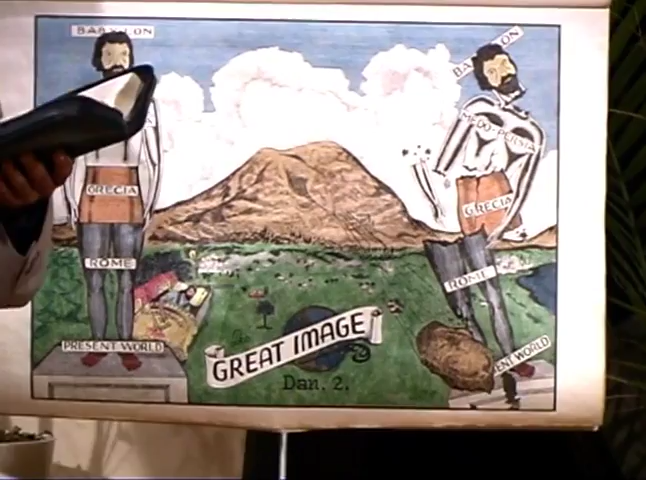 BABYLON
GRECIA
ROME
PRESENT WORLD
BABYLON
MEDO-PERSIA
GRECIA
ROME
ENT WORLD
GREAT IMAGE
Dan. 2.